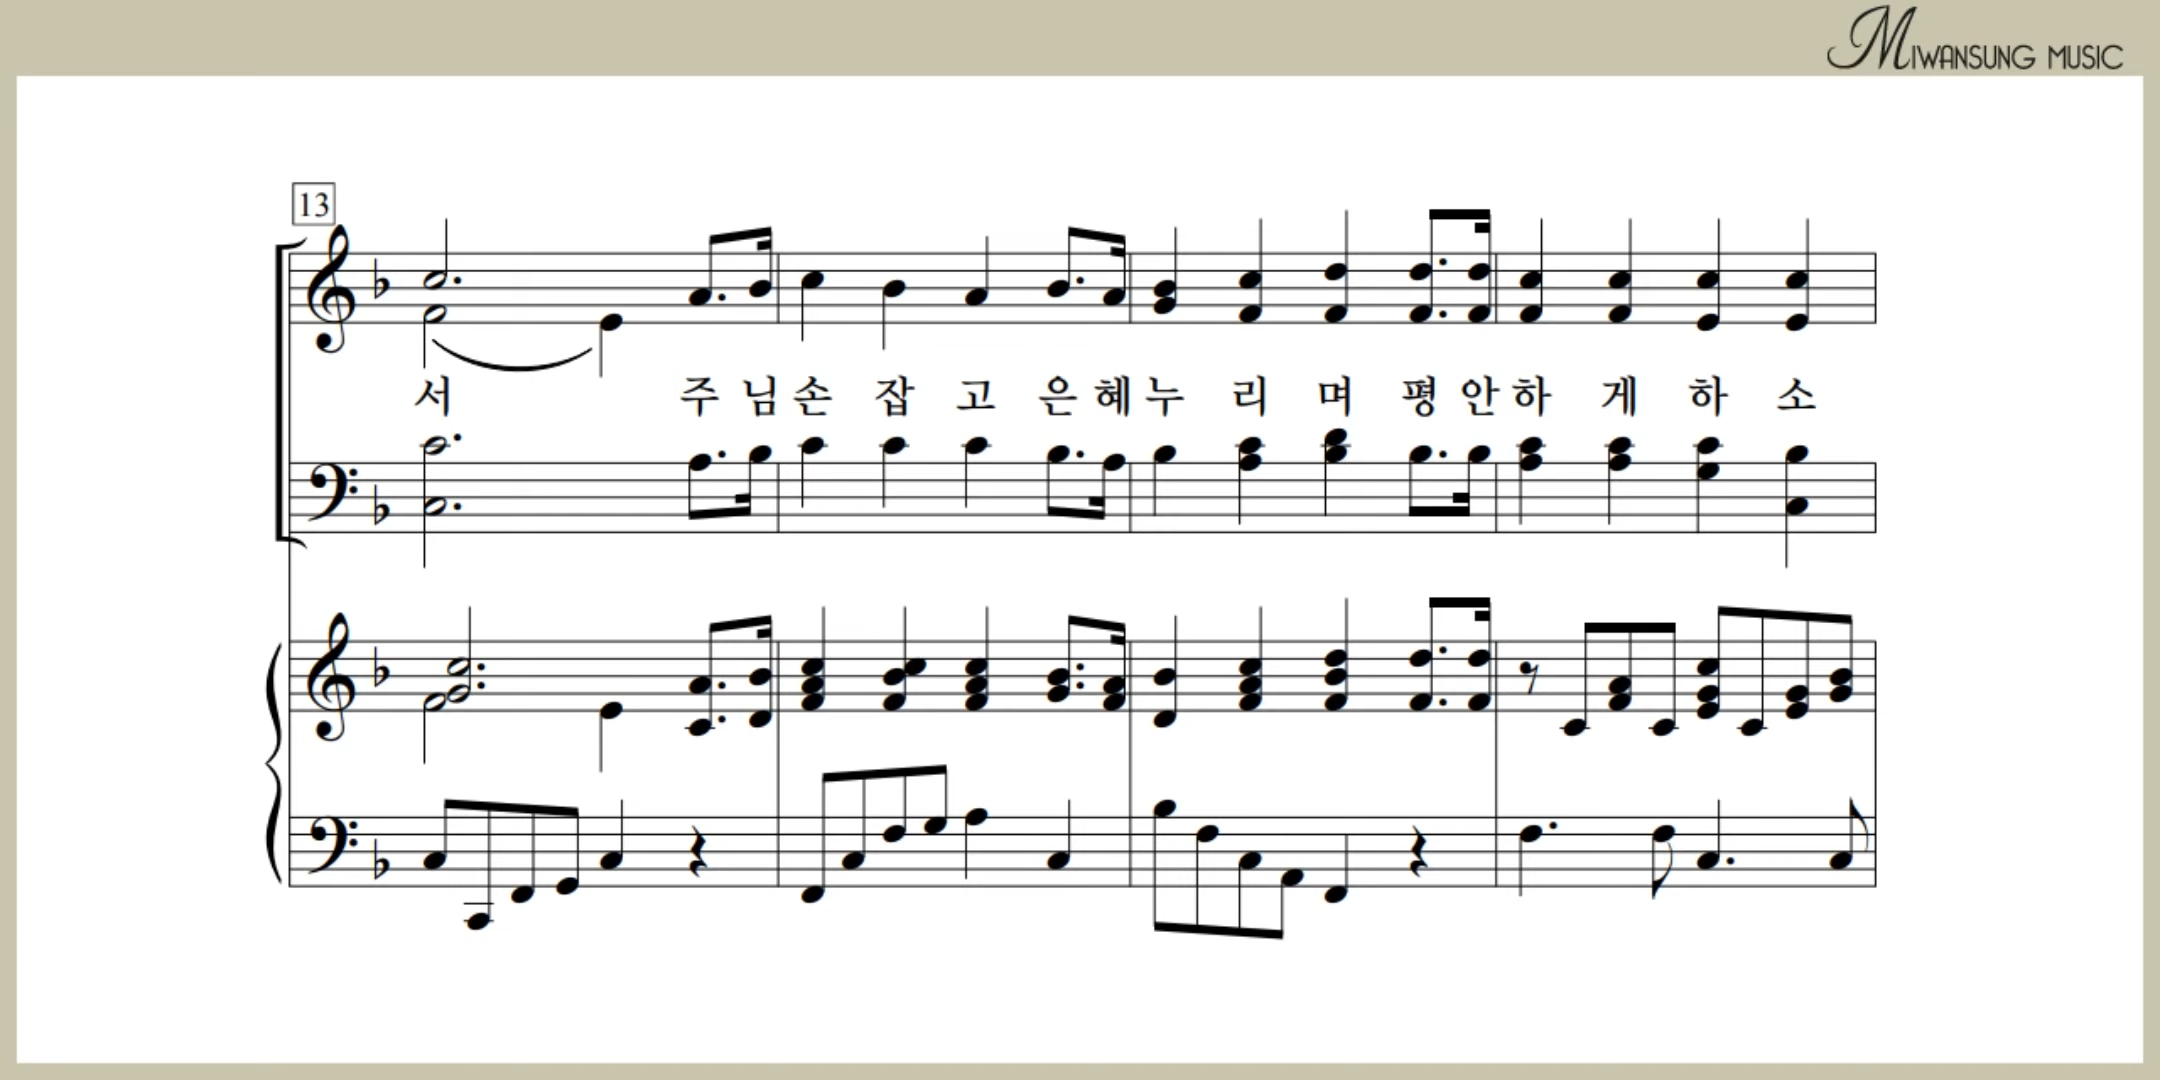 MIWANSUNG MUSIC
13
서 주 님 손 잡 고 은 혜 누 리 며 평 안 하 게 하 소